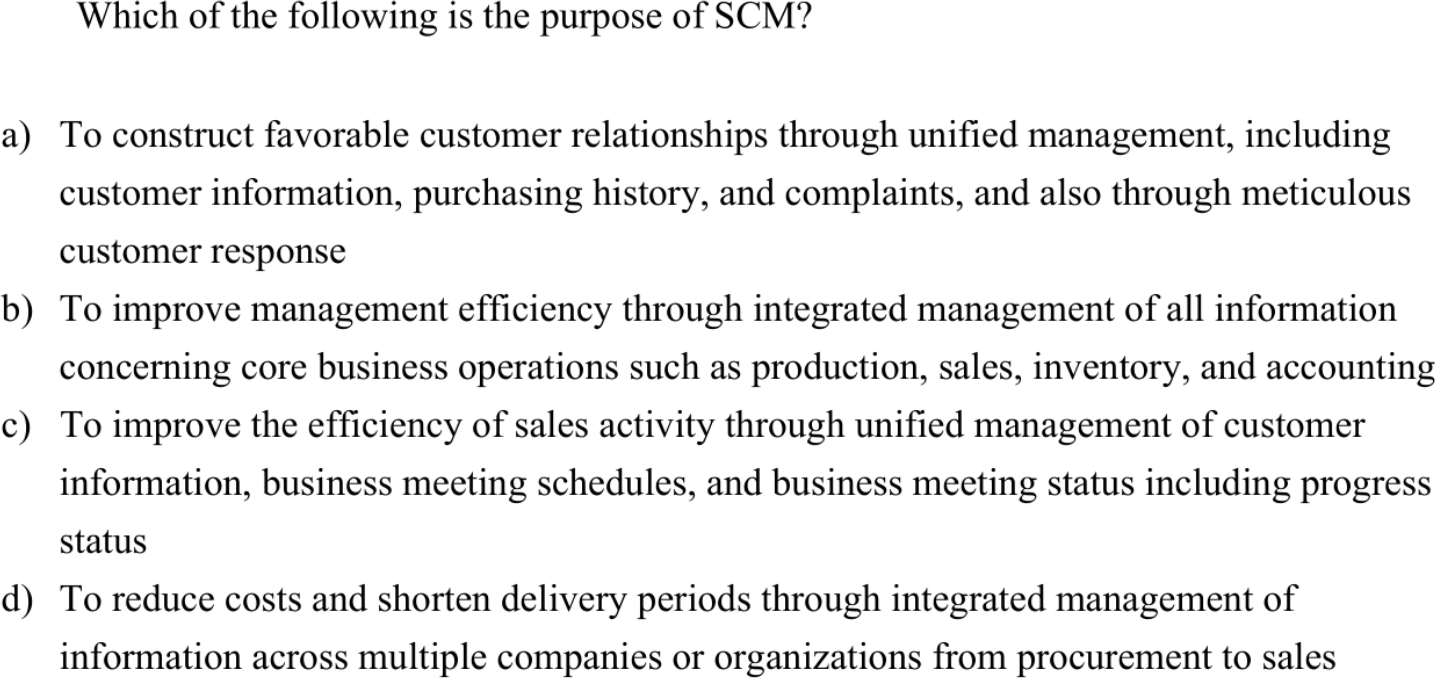 Which of the following is the purpose of SCM?
a) To construct favorable customer relationships through unified management, including
customer information, purchasing history, and complaints, and also through meticulous
customer response
b) To improve management efficiency through integrated management of all information
concerning core business operations such as production, sales, inventory, and accounting
c) To improve the efficiency of sales activity through unified management of customer
information, business meeting schedules, and business meeting status including progress
status
d) To reduce costs and shorten delivery periods through integrated management of
information across multiple companies or organizations from procurement to sales